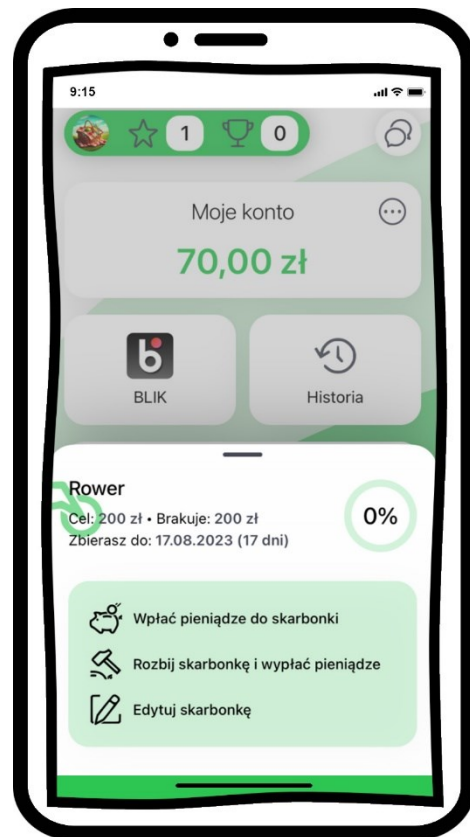 9:15
1 0
Moje konto
70,00 zł
BLIK Historia
Rower
Cel: 200 zł • Brakuje: 200 zł
Zbierasz do: 17.08.2023 (17 dni)
0%
Wpłać pieniądze do skarbonki
Rozbij skarbonkę i wypłać pieniądze
Edytuj skarbonkę